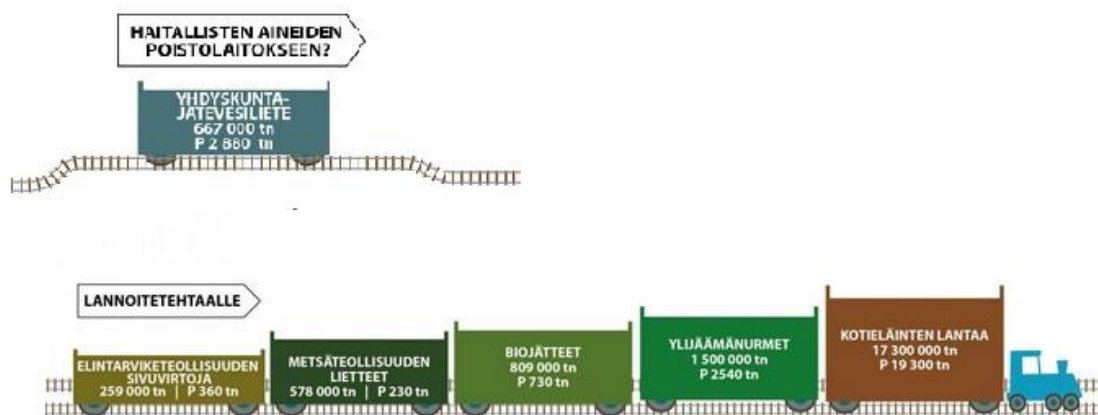 HAITALLISTEN AINEIDEN
POISTOLAITOKSEEN?
YHDYSKUNTA-
JÄTEVESILIETE
667 000 tn
P 2 880 tn
LANNOITETEHTAALLE
ELINTARVIKETEOLLISUUDEN
SIVUVIRTOJA
259 000 tn | P 360 tn
METSÄTEOLLISUUDEN
LIETTEET
578 000 tn | P 230 tn
BIOJÄTTEET
809 000 tn
P 730 tn
YLIJÄÄMÄNURMET
1 500 000 tn
P 2540 tn
KOTIELÄINTEN LANTAA
17 300 000 tn
P 19 300 tn